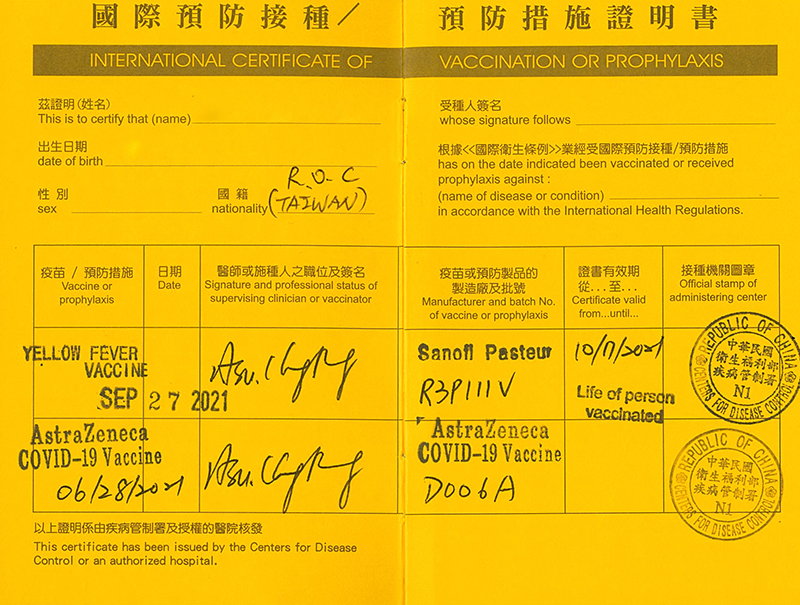 國際預防接種／預防措施證明書
INTERNATIONAL CERTIFICATE OF VACCINATION OR PROPHYLAXIS
茲證明(姓名)
This is to certify that (name)
出生日期
date of birth
性別
sex
國籍
nationality
R.O.C
(TAIWAN)
受種人簽名
whose signature follows
根據<<國際衛生條例>>業經受國際預防接種/預防措施
has on the date indicated been vaccinated or received
prophylaxis against :
(name of disease or condition)
in accordance with the International Health Regulations.
疫苗 / 預防措施
Vaccine or
prophylaxis
日期
Date
醫師或施種人之職位及簽名
Signature and professional status of
supervising clinician or vaccinator
疫苗或預防製品的
製造廠及批號
Manufacturer and batch No.
of vaccine or prophylaxis
證書有效期
從...至...
Certificate valid
from...until...
接種機關圖章
Official stamp of
administering center
YELLOW FEVER
VACCINE
SEP 27 2021
Sanofi Pasteur
R3P111V
10/7/2021
Life of person
vaccinated
REPUBLIC OF CHINA
中華民國
衛生福利部
疾病管制署
N1
CENTERS FOR DISEASE CONTROL
AstraZeneca
COVID-19 Vaccine
06/28/2021
AstraZeneca
COVID-19 Vaccine
D006A
REPUBLIC OF CHINA
中華民國
衛生福利部
疾病管制署
N1
CENTERS FOR DISEASE CONTROL
以上證明係由疾病管制署及授權的醫院核發
This certificate has been issued by the Centers for Disease
Control or an authorized hospital.